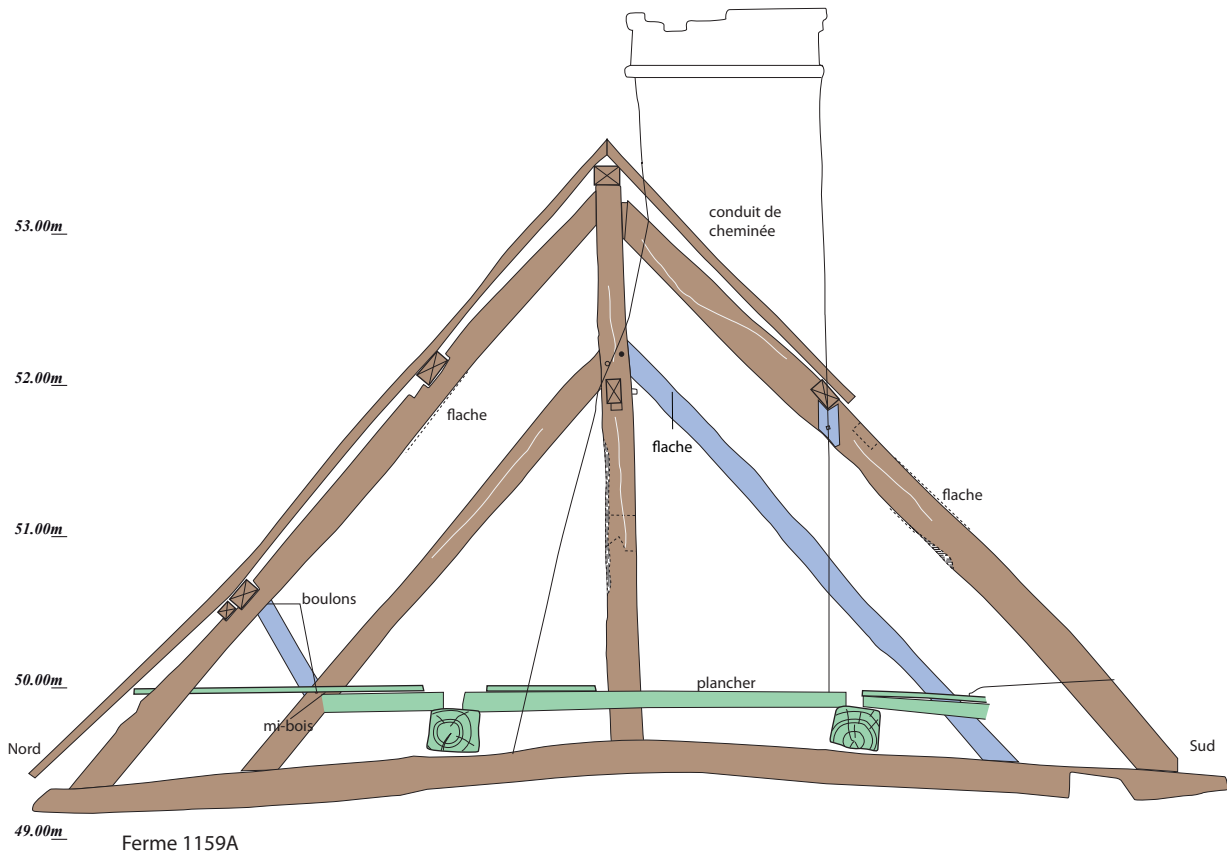 conduit de
cheminée
53.00m
52.00m
flache
flache
flache
51.00m
boulons
50.00m
plancher
mi-bois
Nord
Sud
49.00m
Ferme 1159A